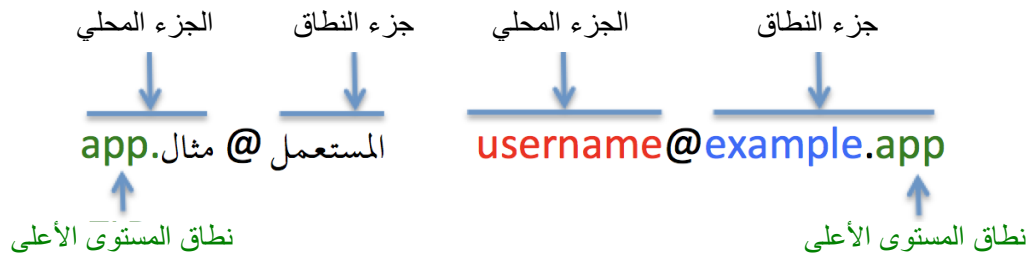 جزء النطاق الجزء المحلي جزء النطاق الجزء المحلي
username@example.app
المستعمل @ مثال.app
نطاق المستوى الأعلى نطاق المستوى الأعلى